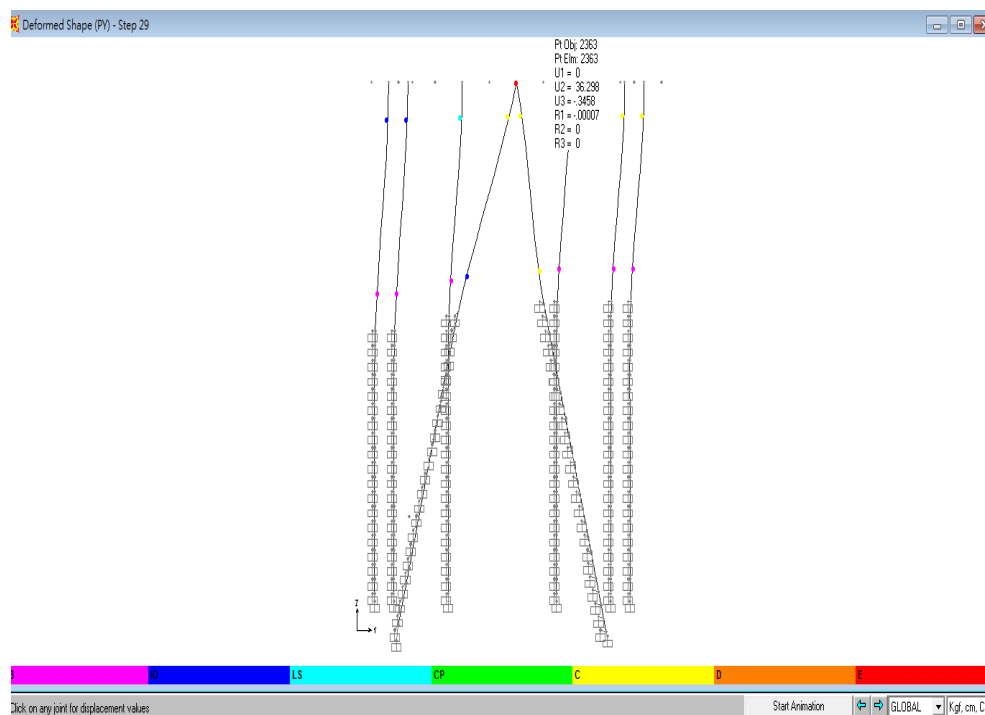 Deformed Shape (PY) - Step 29
Pt Obj: 2363
Pt Elm: 2363
U1 = 0
U2 = 36.298
U3 = -.3458
R1 = -.00007
R2 = 0
R3 = 0
Z
Y
B IO LS CP C D E
Click on any joint for displacement values
Start Animation
GLOBAL
Kgf, cm, C